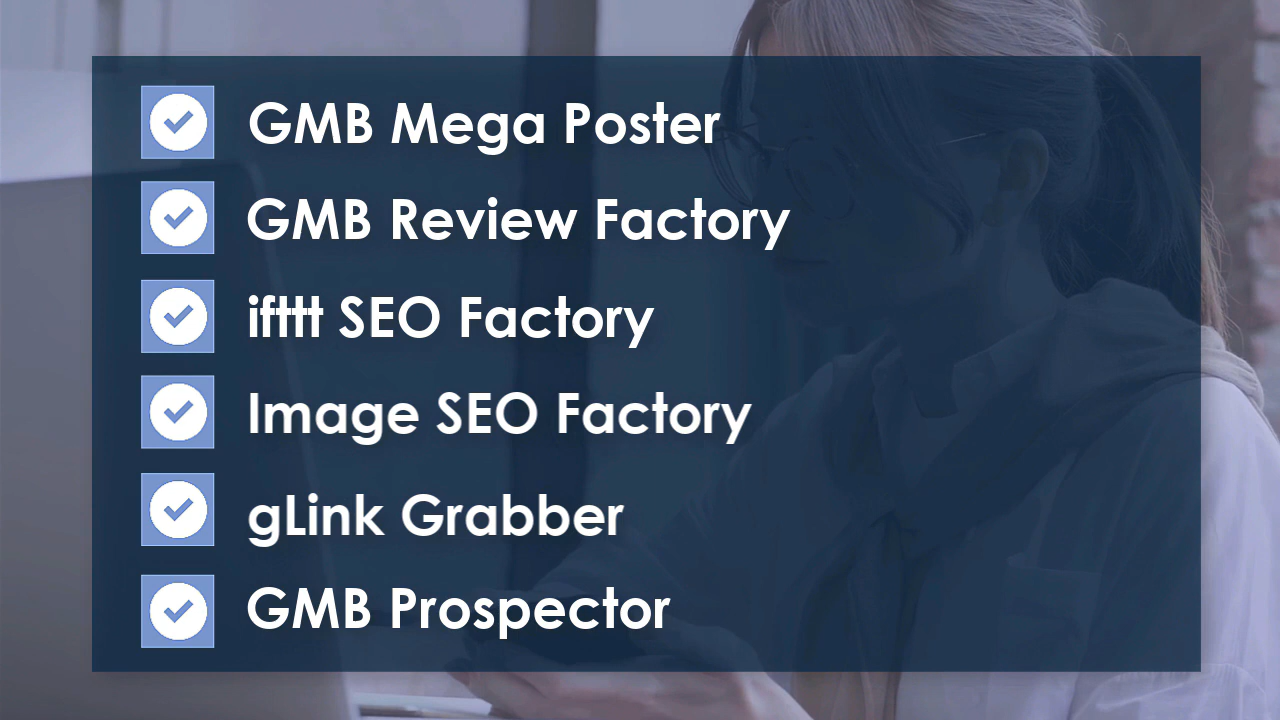 GMB Mega Poster
GMB Review Factory
ifttt SEO Factory
Image SEO Factory
gLink Grabber
GMB Prospector